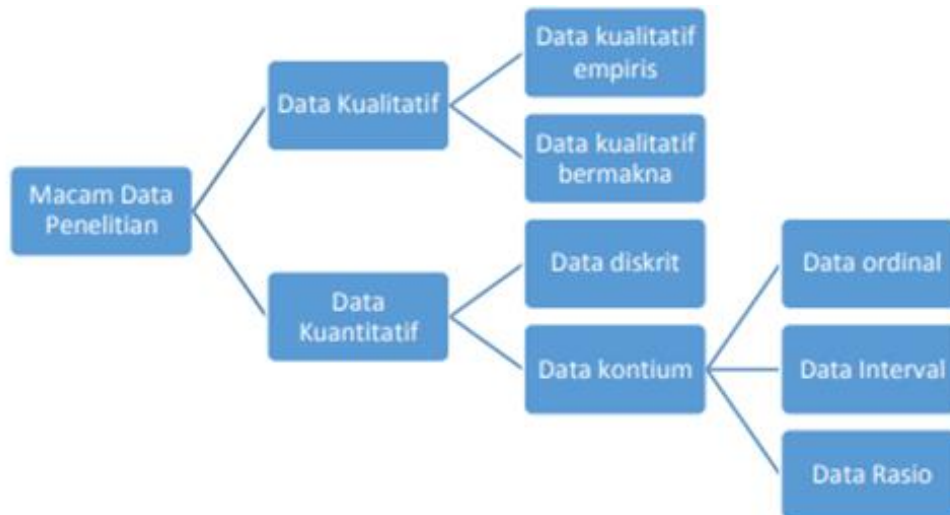 Macam Data
Penelitian
Data Kualitatif
Data kualitatif
empiris
Data kualitatif
bermakna
Data
Kuantitatif
Data diskrit
Data kontium
Data ordinal
Data Interval
Data Rasio